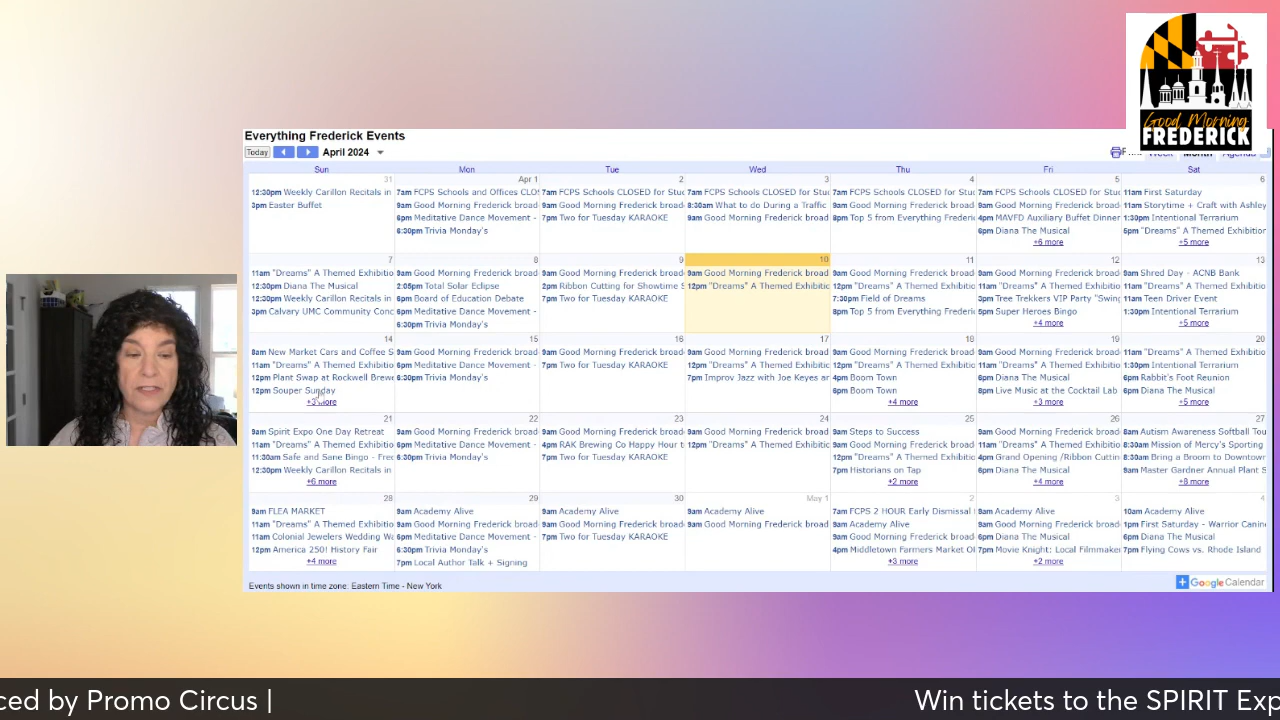 Good Morning
FREDERICK
Everything Frederick Events
Today April 2024 Week Month Agenda
Sun Mon Tue Wed Thu Fri Sat
31 Apr 1 2 3 4 5 6
12:30pm Weekly Carillon Recitals in
3pm Easter Buffet
7am FCPS Schools and Offices CLO
9am Good Morning Frederick broad
6pm Meditative Dance Movement -
6:30pm Trivia Monday's
7am FCPS Schools CLOSED for Stu
9am Good Morning Frederick broad
7pm Two for Tuesday KARAOKE
7am FCPS Schools CLOSED for Stu
8:30am What to do During a Traffic
9am Good Morning Frederick broad
7am FCPS Schools CLOSED for Stu
9am Good Morning Frederick broad
8pm Top 5 from Everything Frederi
7am FCPS Schools CLOSED for Stu
9am Good Morning Frederick broad
4pm MAVFD Auxiliary Buffet Dinner
6pm Diana The Musical
+6 more
11am First Saturday
11am Storytime + Craft with Ashley
1:30pm Intentional Terrarium
5pm "Dreams" A Themed Exhibition
+5 more
7 8 9 10 11 12 13
11am "Dreams" A Themed Exhibitio
12:30pm Diana The Musical
12:30pm Weekly Carillon Recitals in
3pm Calvary UMC Community Conc
9am Good Morning Frederick broad
2:05pm Total Solar Eclipse
6pm Board of Education Debate
6pm Meditative Dance Movement -
6:30pm Trivia Monday's
9am Good Morning Frederick broad
2pm Ribbon Cutting for Showtime S
7pm Two for Tuesday KARAOKE
9am Good Morning Frederick broad
12pm "Dreams" A Themed Exhibitic
9am Good Morning Frederick broad
12pm "Dreams" A Themed Exhibitio
7:30pm Field of Dreams
8pm Top 5 from Everything Frederi
9am Good Morning Frederick broad
11am "Dreams" A Themed Exhibitio
3pm Tree Trekkers VIP Party "Swing
5pm Super Heroes Bingo
+4 more
9am Shred Day - ACNB Bank
11am "Dreams" A Themed Exhibitio
11am Teen Driver Event
1:30pm Intentional Terrarium
+5 more
14 15 16 17 18 19 20
8am New Market Cars and Coffee S
11am "Dreams" A Themed Exhibitio
12pm Plant Swap at Rockwell Brewe
12pm Souper Sunday
+3 more
9am Good Morning Frederick broad
6pm Meditative Dance Movement -
6:30pm Trivia Monday's
9am Good Morning Frederick broad
7pm Two for Tuesday KARAOKE
9am Good Morning Frederick broad
12pm "Dreams" A Themed Exhibitic
7pm Improv Jazz with Joe Keyes ar
9am Good Morning Frederick broad
12pm "Dreams" A Themed Exhibitio
4pm Boom Town
6pm Boom Town
+4 more
9am Good Morning Frederick broad
11am "Dreams" A Themed Exhibitio
6pm Diana The Musical
8pm Live Music at the Cocktail Lab
+3 more
11am "Dreams" A Themed Exhibitio
1:30pm Intentional Terrarium
6pm Rabbit's Foot Reunion
6pm Diana The Musical
+5 more
21 22 23 24 25 26 27
9am Spirit Expo One Day Retreat
11am "Dreams" A Themed Exhibitio
11:30am Safe and Sane Bingo - Fre
12:30pm Weekly Carillon Recitals in
+6 more
9am Good Morning Frederick broad
6pm Meditative Dance Movement -
6:30pm Trivia Monday's
9am Good Morning Frederick broad
4pm RAK Brewing Co Happy Hour t
7pm Two for Tuesday KARAOKE
9am Good Morning Frederick broad
12pm "Dreams" A Themed Exhibitic
9am Steps to Success
9am Good Morning Frederick broad
12pm "Dreams" A Themed Exhibitio
7pm Historians on Tap
+2 more
9am Good Morning Frederick broad
11am "Dreams" A Themed Exhibitio
4pm Grand Opening /Ribbon Cuttin
6pm Diana The Musical
+4 more
8am Autism Awareness Softball Tou
8:30am Mission of Mercy's Sporting
8:30am Bring a Broom to Downtown
9am Master Gardner Annual Plant S
+8 more
28 29 30 May 1 2 3 4
9am FLEA MARKET
11am "Dreams" A Themed Exhibitio
11am Colonial Jewelers Wedding Wa
12pm America 250! History Fair
+4 more
9am Academy Alive
9am Good Morning Frederick broad
6pm Meditative Dance Movement -
6:30pm Trivia Monday's
7pm Local Author Talk + Signing
9am Academy Alive
9am Good Morning Frederick broad
7pm Two for Tuesday KARAOKE
9am Academy Alive
9am Good Morning Frederick broad
7am FCPS 2 HOUR Early Dismissal
9am Academy Alive
9am Good Morning Frederick broad
4pm Middletown Farmers Market O
+3 more
9am Academy Alive
9am Good Morning Frederick broad
6pm Diana The Musical
7pm Movie Knight: Local Filmmaker
+2 more
10am Academy Alive
1pm First Saturday - Warrior Canin
6pm Diana The Musical
7pm Flying Cows vs. Rhode Island
Events shown in time zone: Eastern Time - New York
Google Calendar
ced by Promo Circus | Win tickets to the SPIRIT Exp